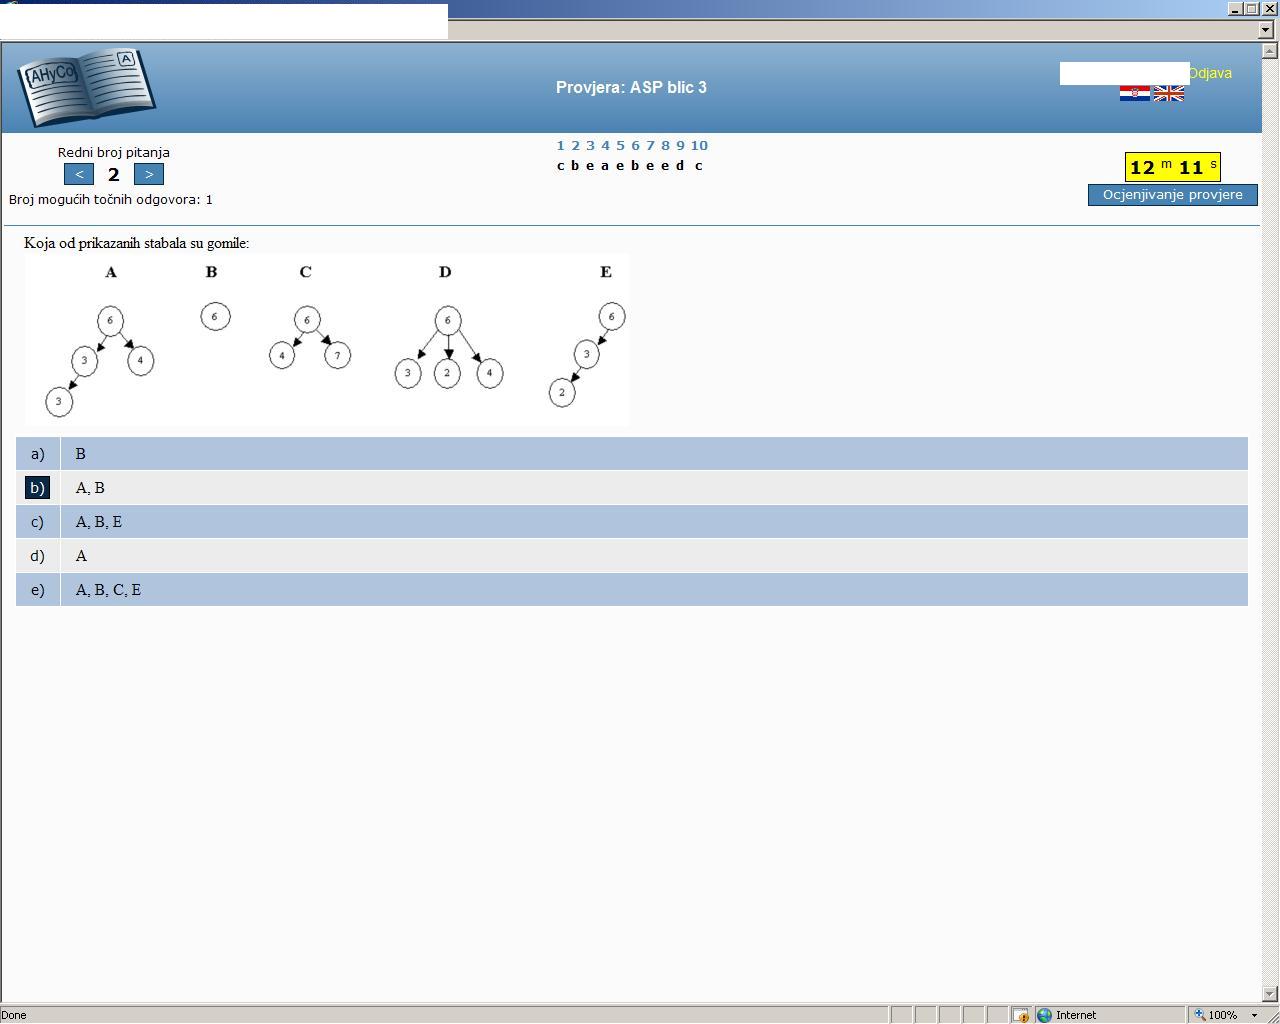 AHyCo
A
Provjera: ASP blic 3
Odjava
Redni broj pitanja
< 2 >
Broj mogućih točnih odgovora: 1
1 2 3 4 5 6 7 8 9 10
c b e a e b e e d c
12 m 11 s
Ocjenjivanje provjere
Koja od prikazanih stabala su gomile:
A B C D E
6 6 6 6 6
3 4 4 7 3 2 4 3
3 2
a) B
b) A, B
c) A, B, E
d) A
e) A, B, C, E
Done Internet 100%